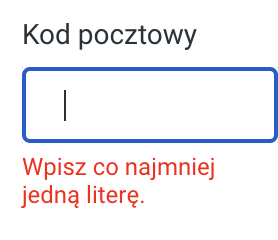 Kod pocztowy
Wpisz co najmniej
jedną literę.